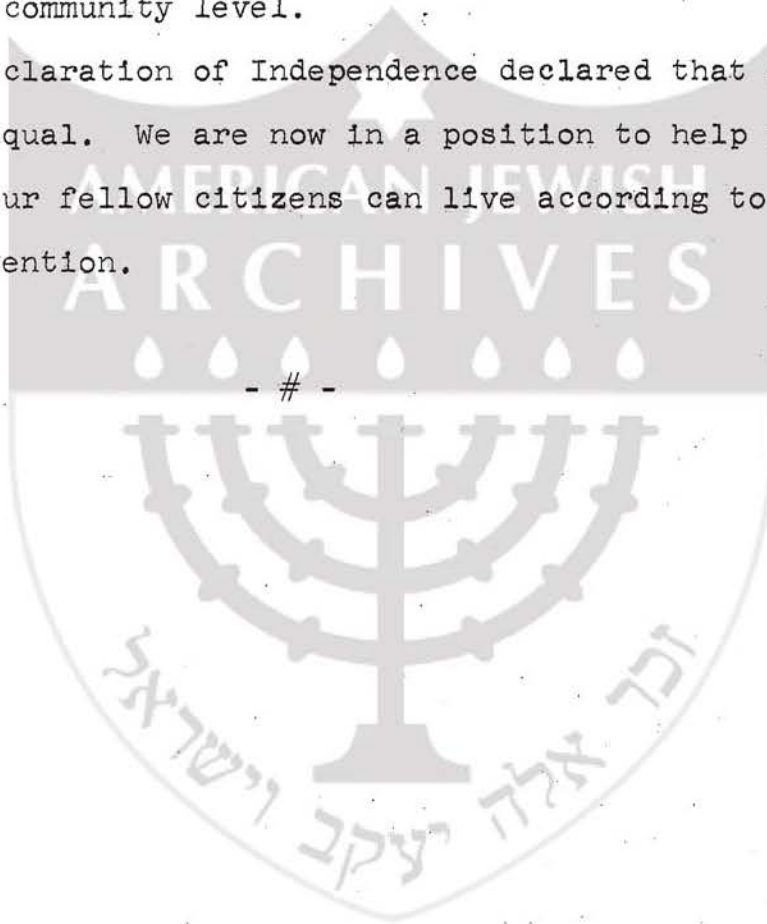 community level.
claration of Independence declared that
qual. We are now in a position to help
ur fellow citizens can live according to
ention.
AMERICAN JEWISH
ARCHIVES
- # -
זכר אלה יעקב וישראל